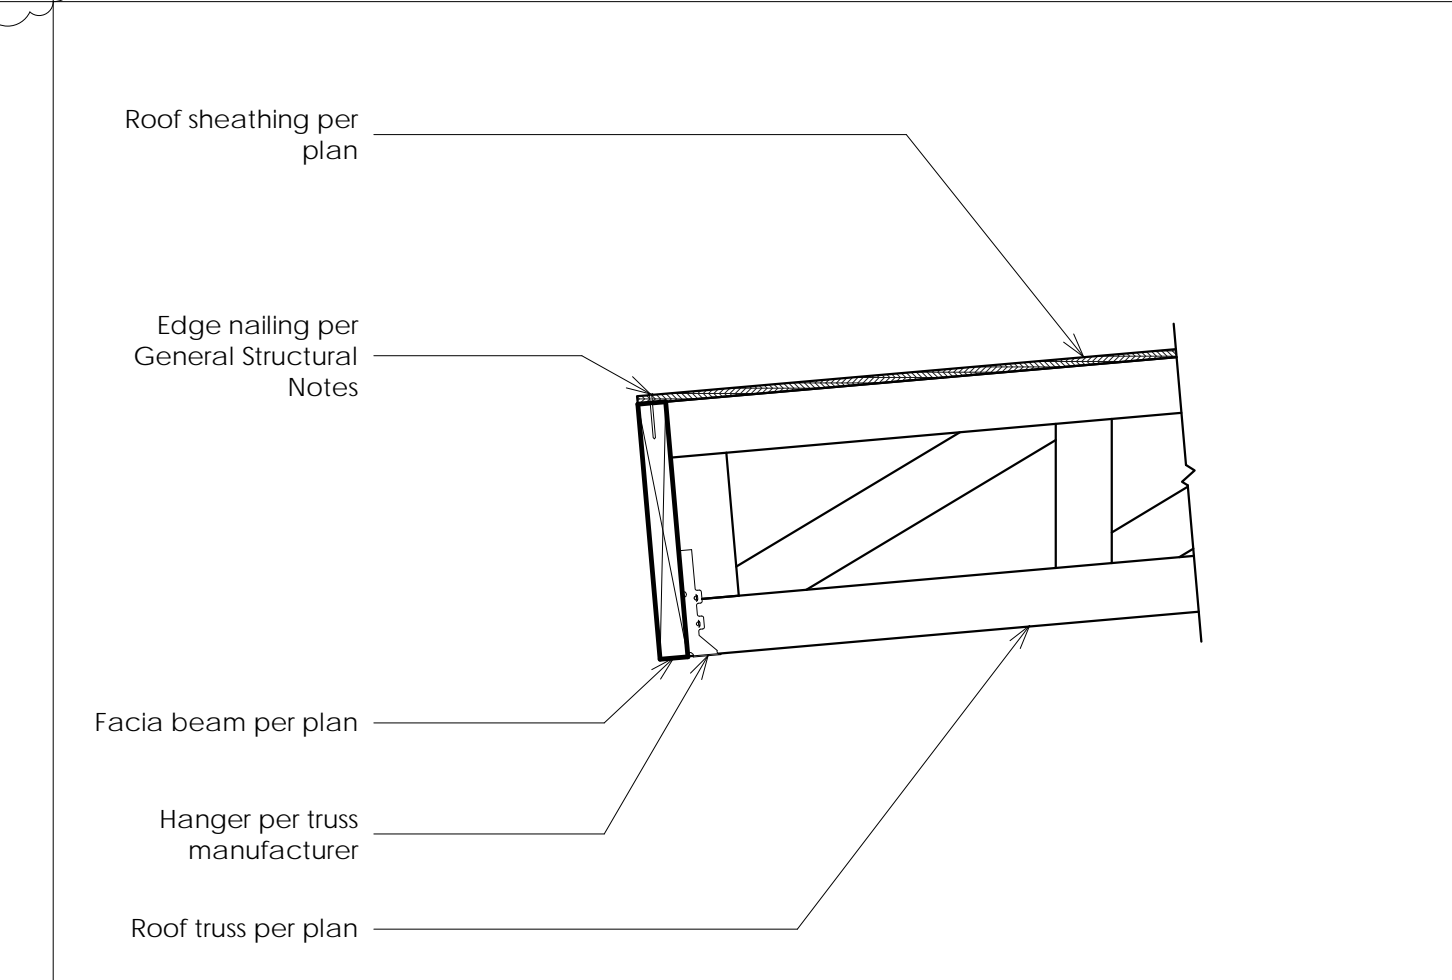 Roof sheathing per
plan
Edge nailing per
General Structural
Notes
Facia beam per plan
Hanger per truss
manufacturer
Roof truss per plan